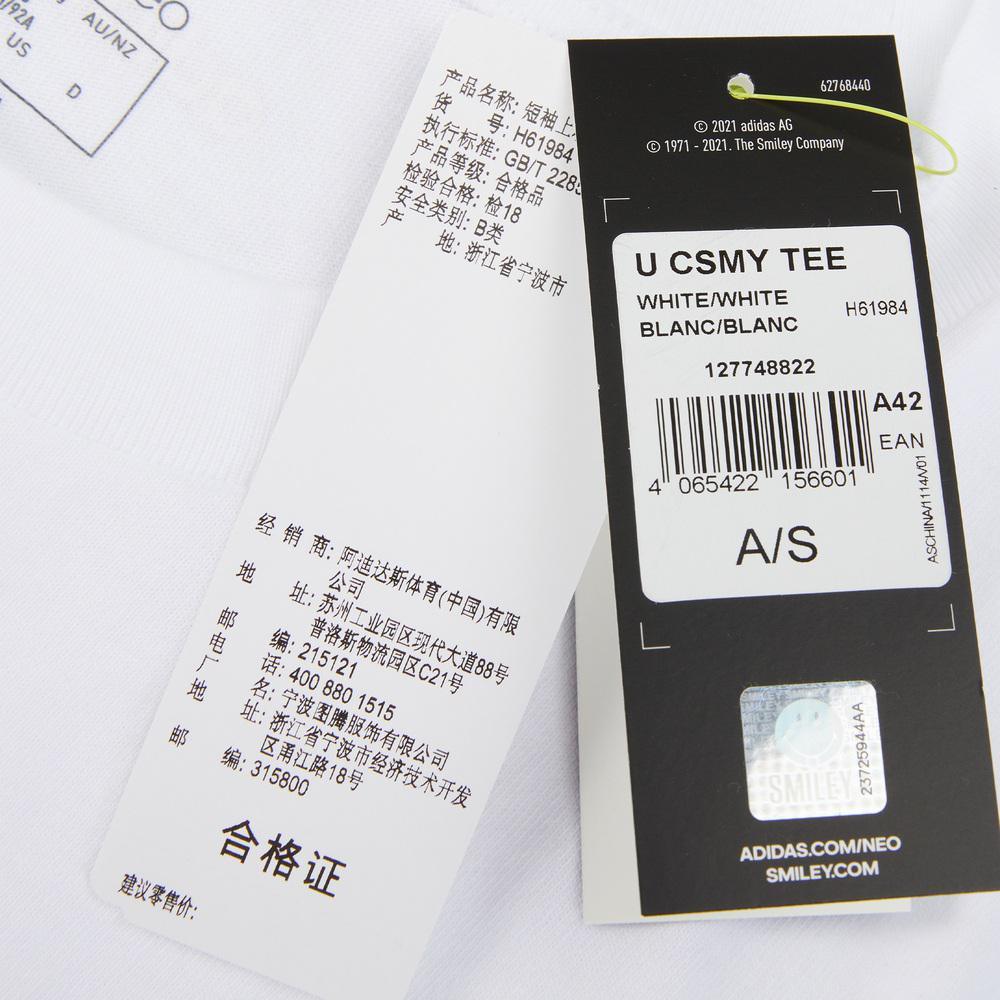 /92A
AU/NZ
US
D
产品名称: 短袖上
货 号: H61984
执行标准: GB/T 2285
产品等级: 合格品
检验合格: 检18
安全类别: B类
产 地: 浙江省宁波市
经 销 商: 阿迪达斯体育(中国)有限
公司
地 址: 苏州工业园区现代大道88号
普洛斯物流园区C21号
邮 编: 215121
电 话: 400 880 1515
厂 名: 宁波图腾服饰有限公司
地 址: 浙江省宁波市经济技术开发
区甬江路18号
邮 编: 315800
合格证
建议零售价:
62768440
© 2021 adidas AG
© 1971 - 2021. The Smiley Company
U CSMY TEE
WHITE/WHITE
BLANC/BLANC
H61984
127748822
A42
EAN
4 065422 156601
ASCHINA/1114/V01
A/S
SMILEY
23725944AA
ADIDAS.COM/NEO
SMILEY.COM